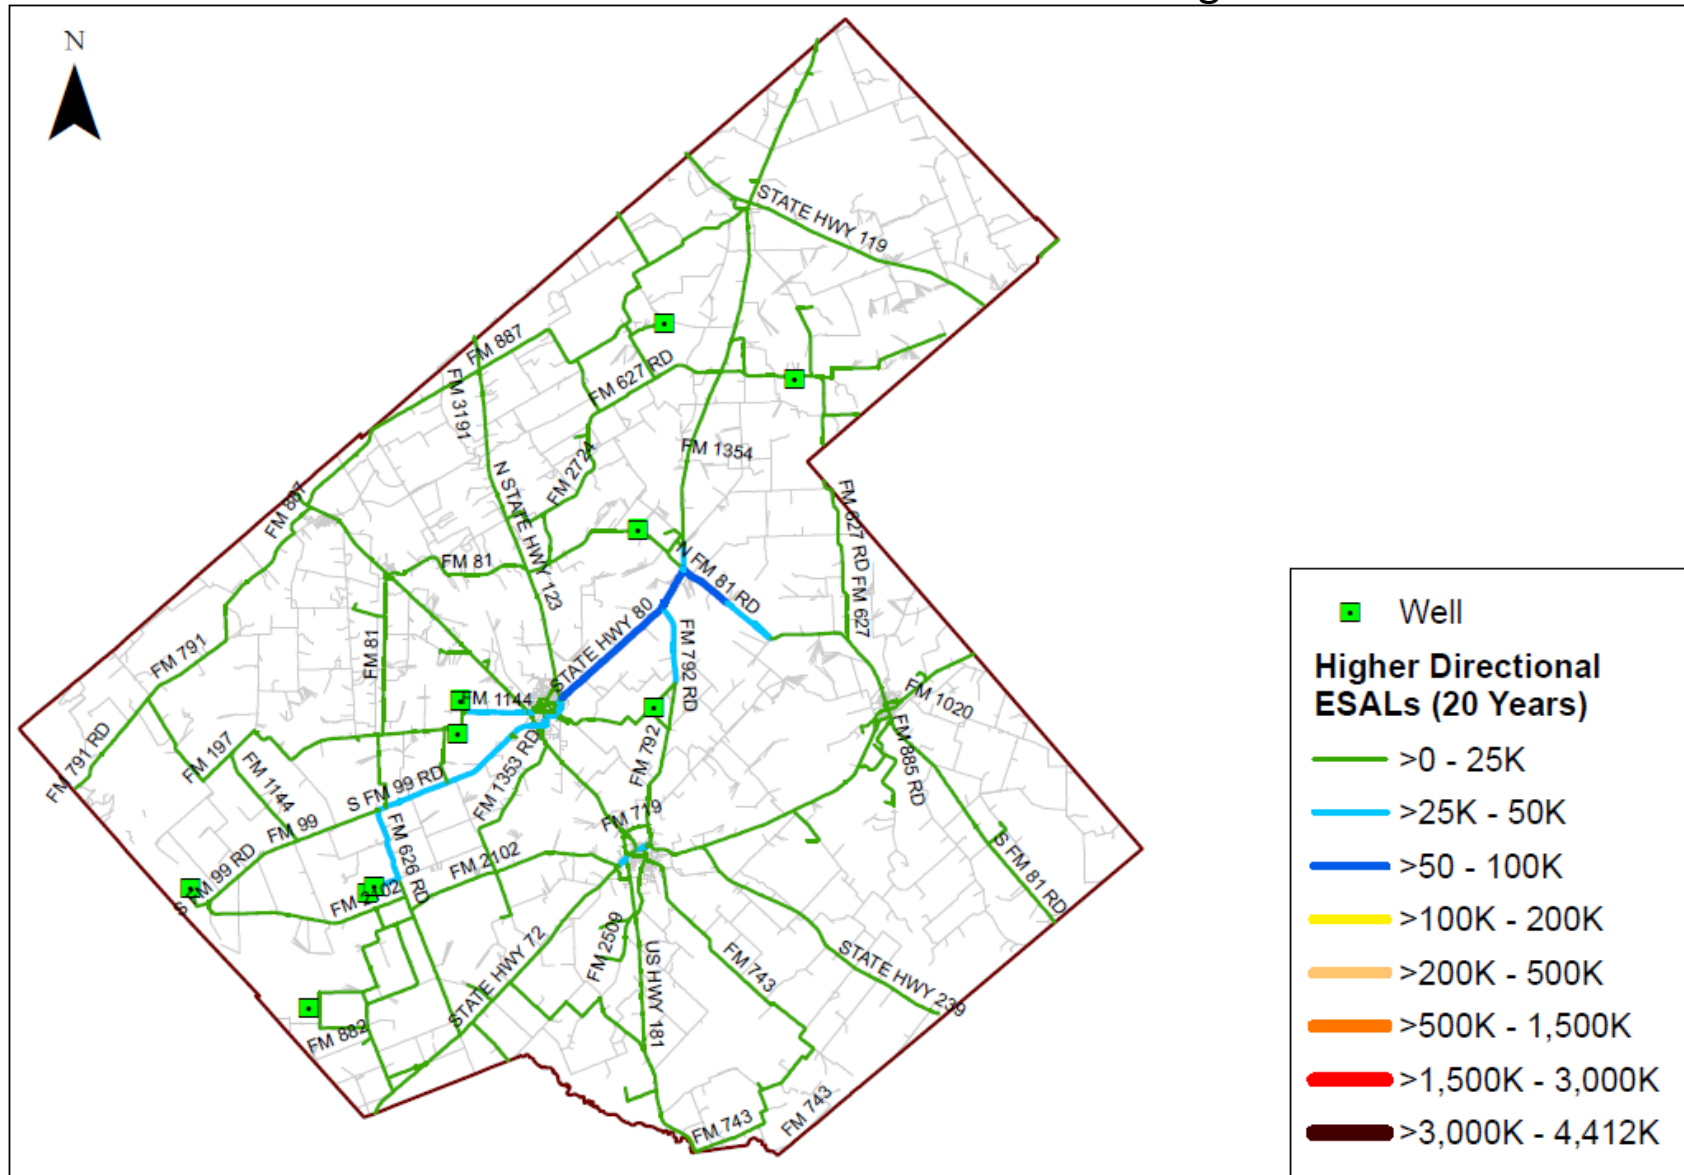 g
N
STATE HWY 119
FM 887
FM 3191
FM 627 RD
FM 2724
FM 1354
N STATE HWY 123
FM 887
FM 81
N FM 81 RD
FM 627 RD
FM 627
STATE HWY 80
FM 792 RD
FM 81
FM 791
FM 1144
FM 1020
FM 791 RD
FM 197
FM 1144
S FM 99 RD
FM 1353 RD
FM 792
FM 885 RD
FM 99
FM 719
S FM 99 RD
FM 626 RD
FM 2102
FM 2102
S FM 81 RD
STATE HWY 72
FM 2509
US HWY 181
FM 743
STATE HWY 239
FM 882
FM 743
FM 743
Well
Higher Directional
ESALs (20 Years)
>0 - 25K
>25K - 50K
>50 - 100K
>100K - 200K
>200K - 500K
>500K - 1,500K
>1,500K - 3,000K
>3,000K - 4,412K